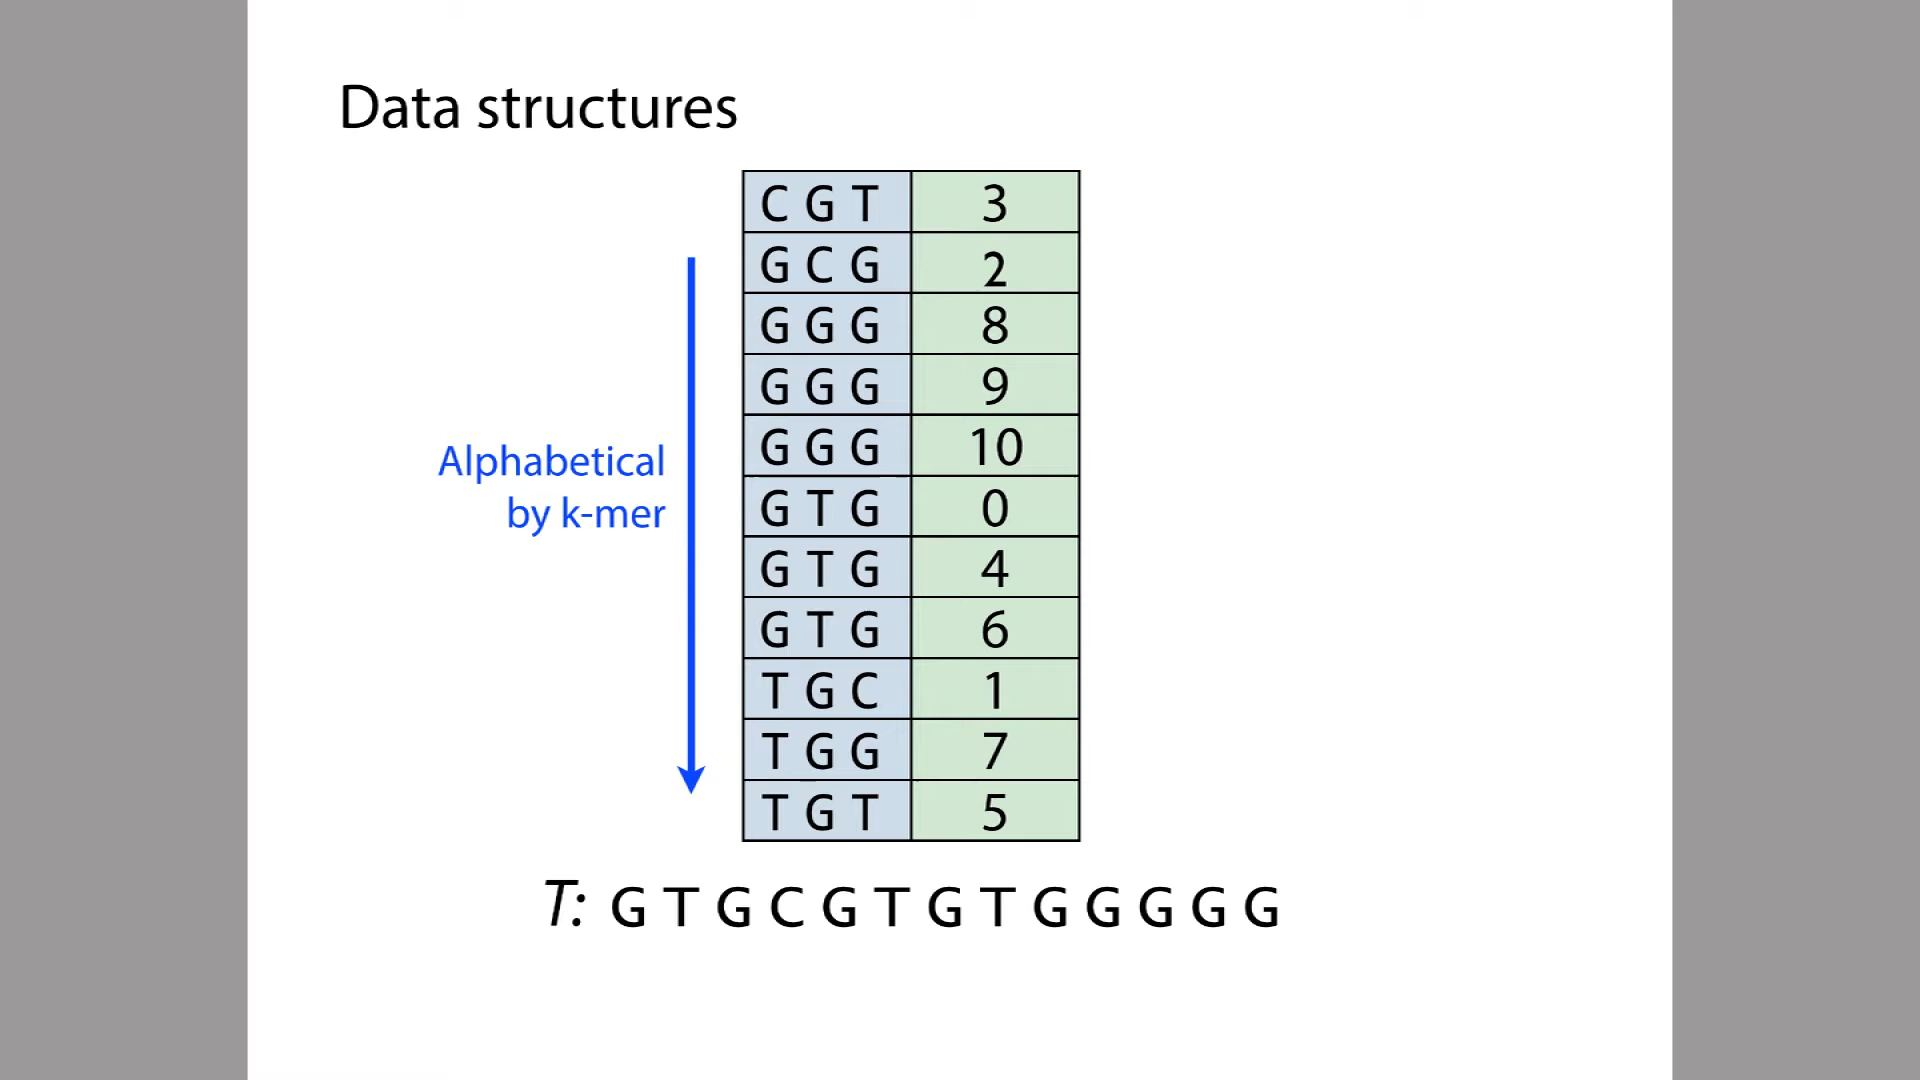 Data structures
C G T 3
G C G 2
G G G 8
G G G 9
G G G 10
G T G 0
G T G 4
G T G 6
T G C 1
T G G 7
T G T 5
Alphabetical
by k-mer
T: G T G C G T G T G G G G G